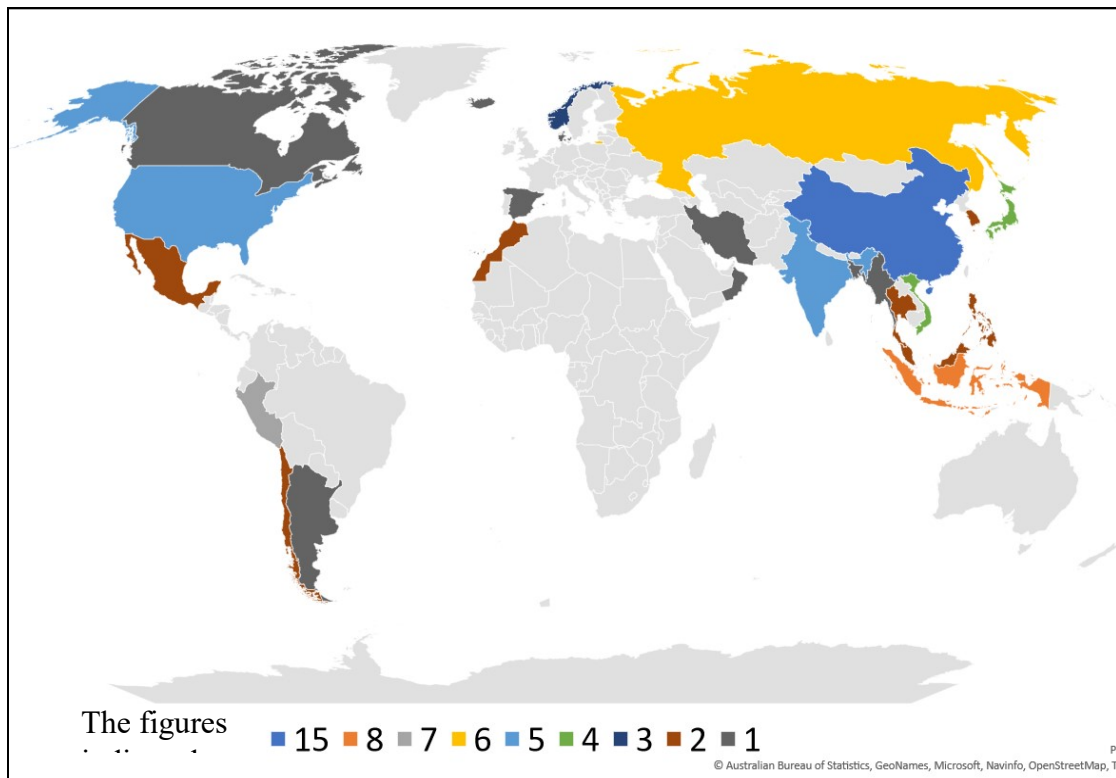 The figures
15 8 7 6 5 4 3 2 1
© Australian Bureau of Statistics, GeoNames, Microsoft, Navinfo, OpenStreetMap,